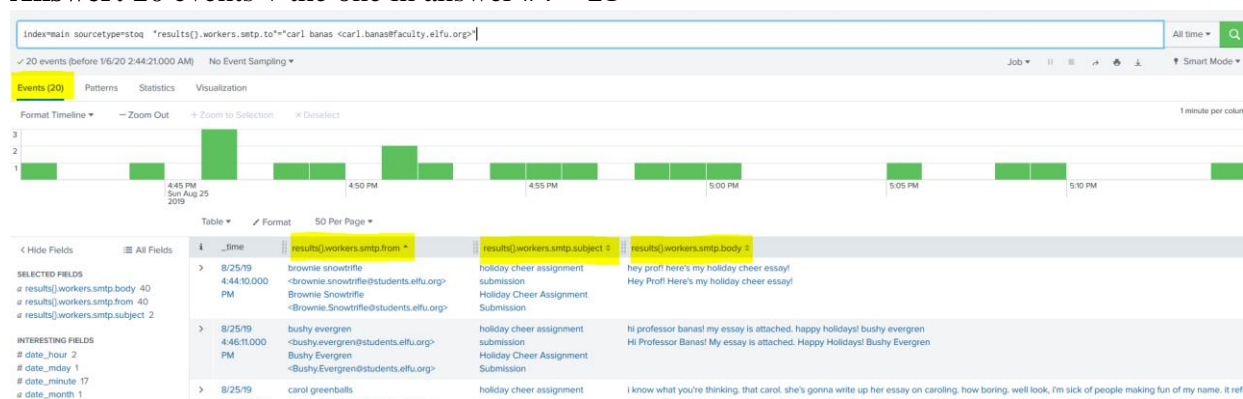 index=main sourcetype=stoq "results{}.workers.smtp.to"="carl banas <carl.banas@faculty.elfu.org>"
All time
20 events (before 1/6/20 2:44:21.000 AM) No Event Sampling
Job
Smart Mode
Events (20) Patterns Statistics Visualization
Format Timeline — Zoom Out + Zoom to Selection × Deselect
1 minute per colum
3
2
1
4:45 PM
Sun Aug 25
2019
4:50 PM
4:55 PM
5:00 PM
5:05 PM
5:10 PM
Table Format 50 Per Page
< Hide Fields All Fields
i _time results{}.workers.smtp.from results{}.workers.smtp.subject results{}.workers.smtp.body
SELECTED FIELDS
a results{}.workers.smtp.body 40
a results{}.workers.smtp.from 40
a results{}.workers.smtp.subject 2
INTERESTING FIELDS
# date_hour 2
# date_mday 1
# date_minute 17
a date_month 1
> 8/25/19
4:44:10.000
PM
brownie snowtrifle
<brownie.snowtrifle@students.elfu.org>
Brownie Snowtrifle
<Brownie.Snowtrifle@students.elfu.org>
holiday cheer assignment
submission
Holiday Cheer Assignment
Submission
hey prof! here's my holiday cheer essay!
Hey Prof! Here's my holiday cheer essay!
> 8/25/19
4:46:11.000
PM
bushy evergren
<bushy.evergren@students.elfu.org>
Bushy Evergren
<Bushy.Evergren@students.elfu.org>
holiday cheer assignment
submission
Holiday Cheer Assignment
Submission
hi professor banas! my essay is attached. happy holidays! bushy evergren
Hi Professor Banas! My essay is attached. Happy Holidays! Bushy Evergren
> 8/25/19
carol greenballs
holiday cheer assignment
i know what you're thinking. that carol. she's gonna write up her essay on caroling. how boring. well look, i'm sick of people making fun of my name. it ref